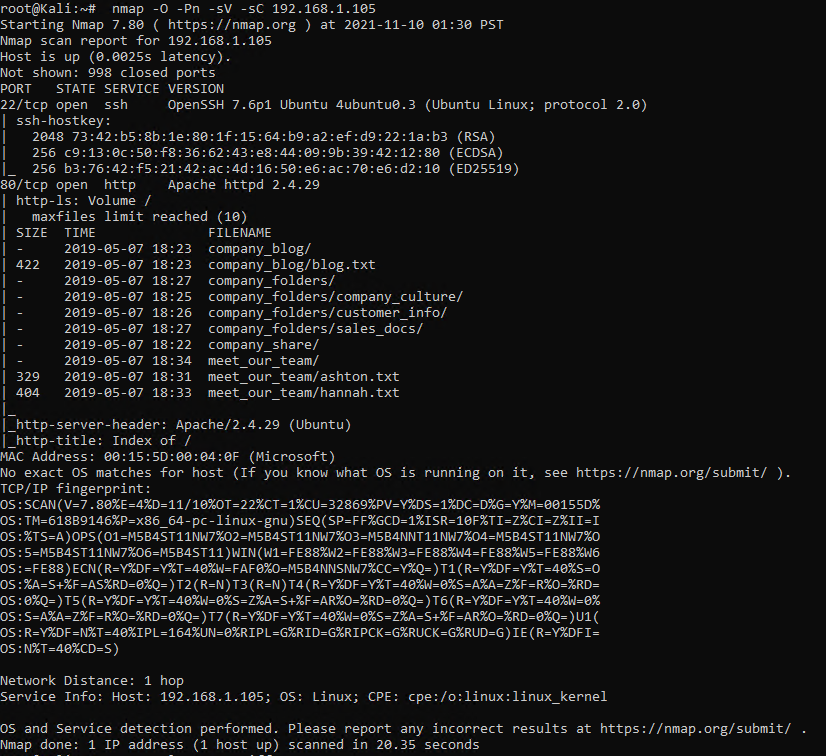 root@Kali:~#  nmap -O -Pn -sV -sC 192.168.1.105
Starting Nmap 7.80 ( https://nmap.org ) at 2021-11-10 01:30 PST
Nmap scan report for 192.168.1.105
Host is up (0.0025s latency).
Not shown: 998 closed ports
PORT   STATE SERVICE VERSION
22/tcp open  ssh     OpenSSH 7.6p1 Ubuntu 4ubuntu0.3 (Ubuntu Linux; protocol 2.0)
| ssh-hostkey:
|   2048 73:42:b5:8b:1e:80:1f:15:64:b9:a2:ef:d9:22:1a:b3 (RSA)
|   256 c9:13:0c:50:f8:36:62:43:e8:44:09:9b:39:42:12:80 (ECDSA)
|_  256 b3:76:42:f5:21:42:ac:4d:16:50:e6:ac:70:e6:d2:10 (ED25519)
80/tcp open  http    Apache httpd 2.4.29
| http-ls: Volume /
|   maxfiles limit reached (10)
| SIZE  TIME              FILENAME
| -     2019-05-07 18:23  company_blog/
| 422   2019-05-07 18:23  company_blog/blog.txt
| -     2019-05-07 18:27  company_folders/
| -     2019-05-07 18:25  company_folders/company_culture/
| -     2019-05-07 18:26  company_folders/customer_info/
| -     2019-05-07 18:27  company_folders/sales_docs/
| -     2019-05-07 18:22  company_share/
| -     2019-05-07 18:34  meet_our_team/
| 329   2019-05-07 18:31  meet_our_team/ashton.txt
| 404   2019-05-07 18:33  meet_our_team/hannah.txt
|_
|_http-server-header: Apache/2.4.29 (Ubuntu)
|_http-title: Index of /
MAC Address: 00:15:5D:00:04:0F (Microsoft)
No exact OS matches for host (If you know what OS is running on it, see https://nmap.org/submit/ ).
TCP/IP fingerprint:
OS:SCAN(V=7.80%E=4%D=11/10%OT=22%CT=1%CU=32869%PV=Y%DS=1%DC=D%G=Y%M=00155D%
OS:TM=618B9146%P=x86_64-pc-linux-gnu)SEQ(SP=FF%GCD=1%ISR=10F%TI=Z%CI=Z%II=I
OS:%TS=A)OPS(O1=M5B4ST11NW7%O2=M5B4ST11NW7%O3=M5B4NNT11NW7%O4=M5B4ST11NW7%O
OS:5=M5B4ST11NW7%O6=M5B4ST11)WIN(W1=FE88%W2=FE88%W3=FE88%W4=FE88%W5=FE88%W6
OS:=FE88)ECN(R=Y%DF=Y%T=40%W=FAF0%O=M5B4NNSNW7%CC=Y%Q=)T1(R=Y%DF=Y%T=40%S=O
OS:%A=S+%F=AS%RD=0%Q=)T2(R=N)T3(R=N)T4(R=Y%DF=Y%T=40%W=0%S=A%A=Z%F=R%O=%RD=
OS:0%Q=)T5(R=Y%DF=Y%T=40%W=0%S=Z%A=S+%F=AR%O=%RD=0%Q=)T6(R=Y%DF=Y%T=40%W=0%
OS:S=A%A=Z%F=R%O=%RD=0%Q=)T7(R=Y%DF=Y%T=40%W=0%S=Z%A=S+%F=AR%O=%RD=0%Q=)U1(
OS:R=Y%DF=N%T=40%IPL=164%UN=0%RIPL=G%RID=G%RIPCK=G%RUCK=G%RUD=G)IE(R=Y%DFI=
OS:N%T=40%CD=S)

Network Distance: 1 hop
Service Info: Host: 192.168.1.105; OS: Linux; CPE: cpe:/o:linux:linux_kernel

OS and Service detection performed. Please report any incorrect results at https://nmap.org/submit/ .
Nmap done: 1 IP address (1 host up) scanned in 20.35 seconds